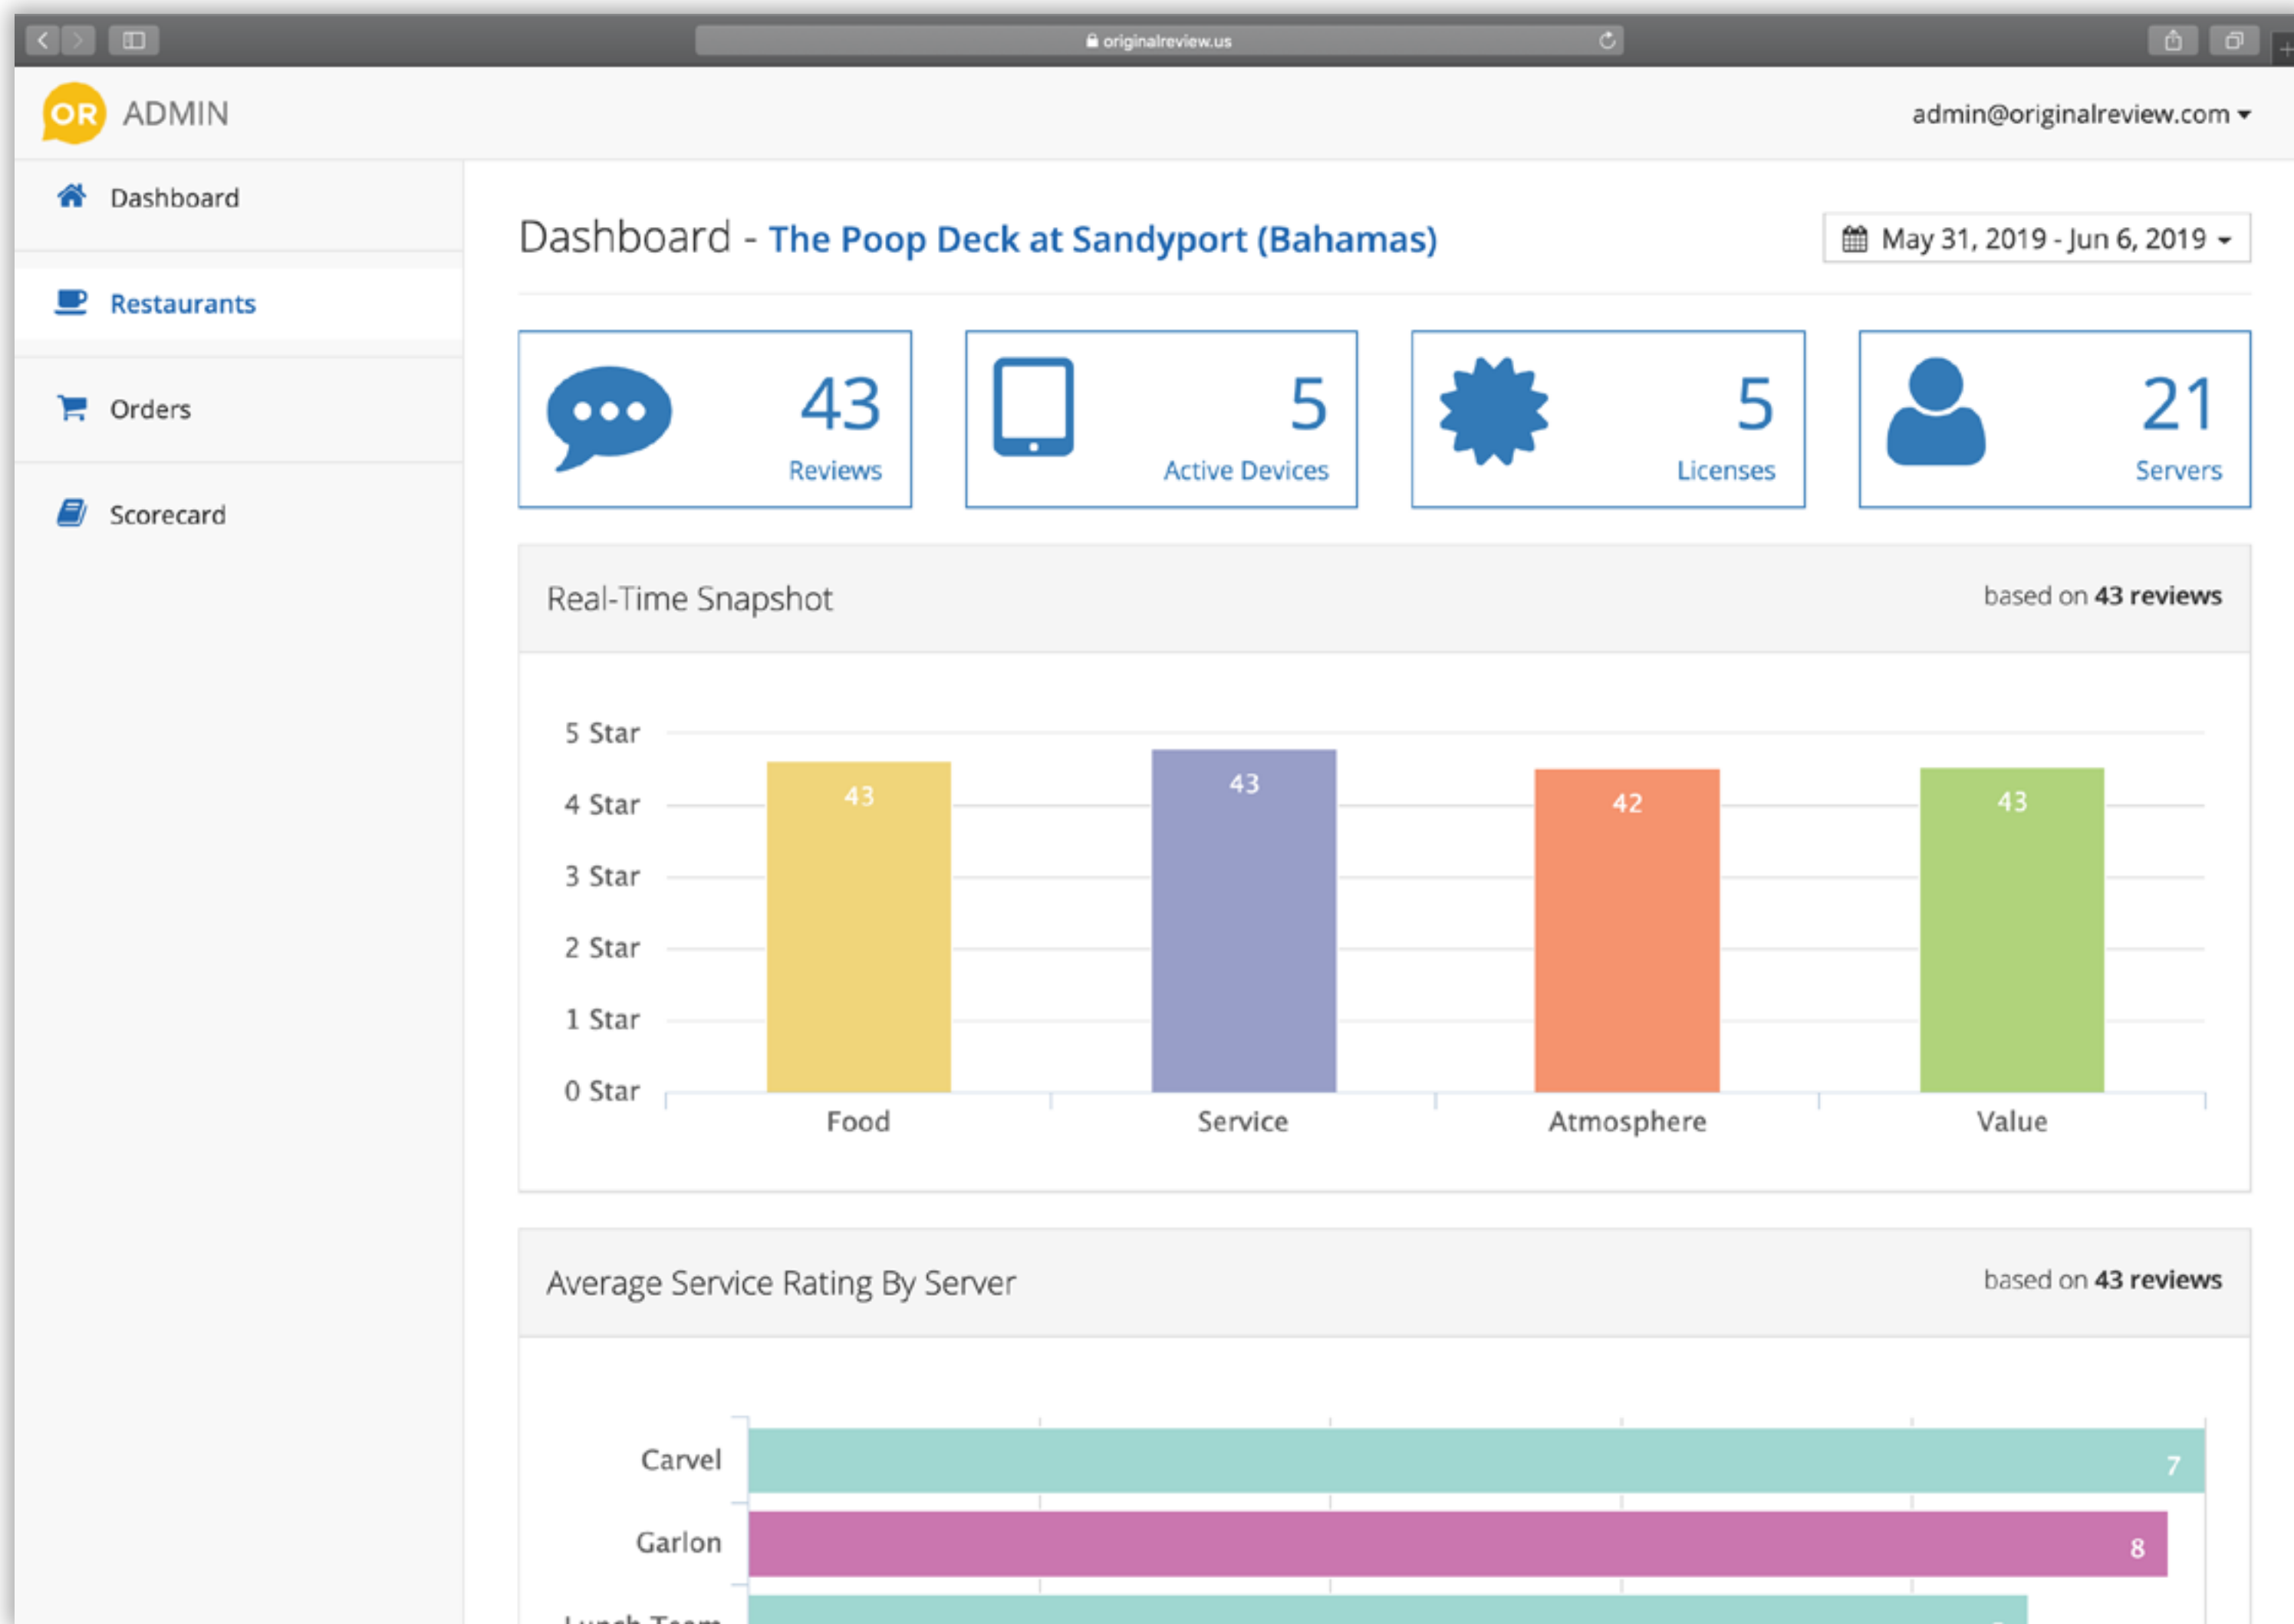 originalreview.us
OR ADMIN
admin@originalreview.com
Dashboard
Restaurants
Orders
Scorecard
Dashboard - The Poop Deck at Sandyport (Bahamas)
May 31, 2019 - Jun 6, 2019
43
Reviews
5
Active Devices
5
Licenses
21
Servers
Real-Time Snapshot
based on 43 reviews
5 Star
4 Star
3 Star
2 Star
1 Star
0 Star
43
43
42
43
Food
Service
Atmosphere
Value
Average Service Rating By Server
based on 43 reviews
Carvel
7
Garlon
8
Lunch Team